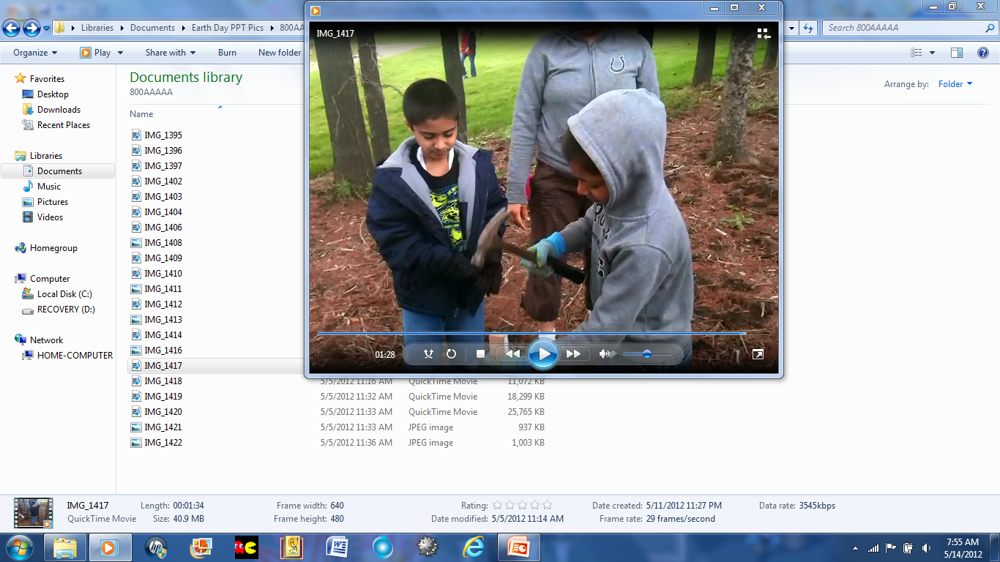 IMG_1417
Libraries Documents Earth Day PPT Pics 800AA
Search 800AAAAA
Organize Play Share with Burn New folder
Favorites
Desktop
Downloads
Recent Places
Libraries
Documents
Music
Pictures
Videos
Homegroup
Computer
Local Disk (C:)
RECOVERY (D:)
Network
HOME-COMPUTER
Documents library
800AAAAA
Arrange by: Folder
Name
IMG_1395
IMG_1396
IMG_1397
IMG_1402
IMG_1403
IMG_1404
IMG_1406
IMG_1408
IMG_1409
IMG_1410
IMG_1411
IMG_1412
IMG_1413
IMG_1414
IMG_1416
IMG_1417
IMG_1418 5/5/2012 11:16 AM QuickTime Movie 11,072 KB
IMG_1419 5/5/2012 11:32 AM QuickTime Movie 18,299 KB
IMG_1420 5/5/2012 11:33 AM QuickTime Movie 25,765 KB
IMG_1421 5/5/2012 11:33 AM JPEG image 937 KB
IMG_1422 5/5/2012 11:36 AM JPEG image 1,003 KB
01:28
IMG_1417 Length: 00:01:34 Frame width: 640 Rating: Date created: 5/11/2012 11:27 PM Data rate: 3545kbps
QuickTime Movie Size: 40.9 MB Frame height: 480 Date modified: 5/5/2012 11:14 AM Frame rate: 29 frames/second
7:55 AM
5/14/2012